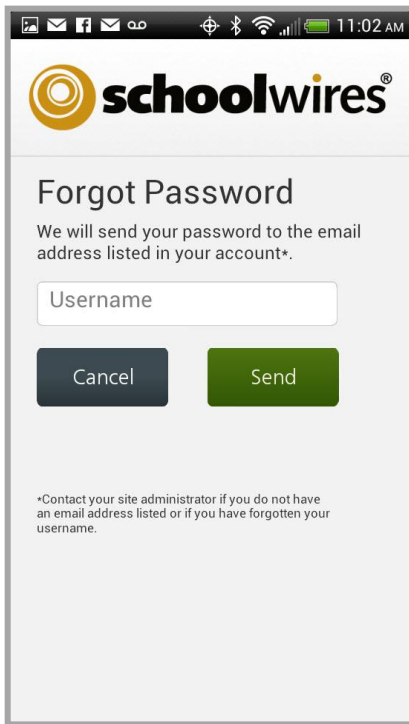 11:02 AM
schoolwires®
Forgot Password
We will send your password to the email
address listed in your account*.
Username
Cancel
Send
*Contact your site administrator if you do not have
an email address listed or if you have forgotten your
username.